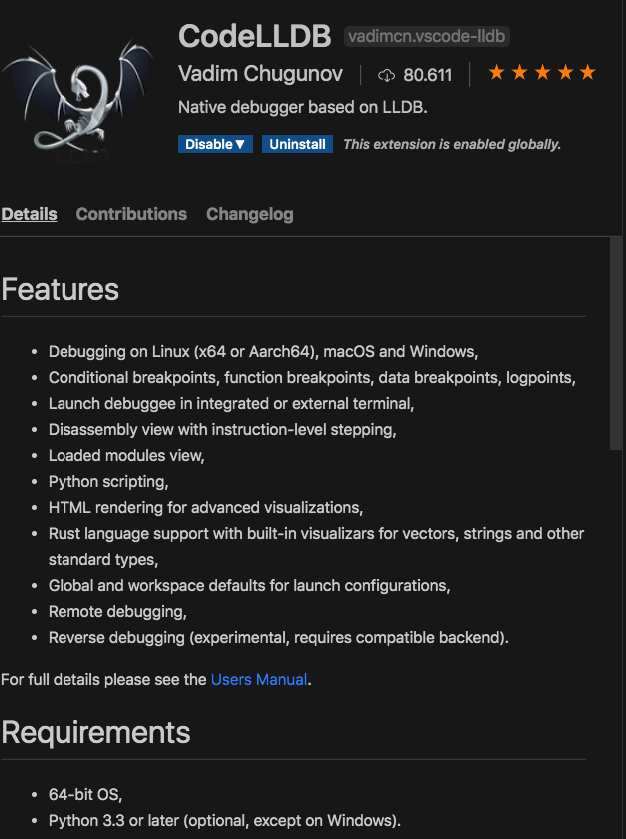 CodeLLDB vadimcn.vscode-lldb
Vadim Chugunov 80.611
Native debugger based on LLDB.
Disable▼ Uninstall This extension is enabled globally.
LLDB
Details Contributions Changelog
Features
• Debugging on Linux (x64 or Aarch64), macOS and Windows,
• Conditional breakpoints, function breakpoints, data breakpoints, logpoints,
• Launch debuggee in integrated or external terminal,
• Disassembly view with instruction-level stepping,
• Loaded modules view,
• Python scripting,
• HTML rendering for advanced visualizations,
• Rust language support with built-in visualizars for vectors, strings and other
standard types,
• Global and workspace defaults for launch configurations,
• Remote debugging,
• Reverse debugging (experimental, requires compatible backend).
For full details please see the Users Manual.
Requirements
• 64-bit OS,
• Python 3.3 or later (optional, except on Windows).